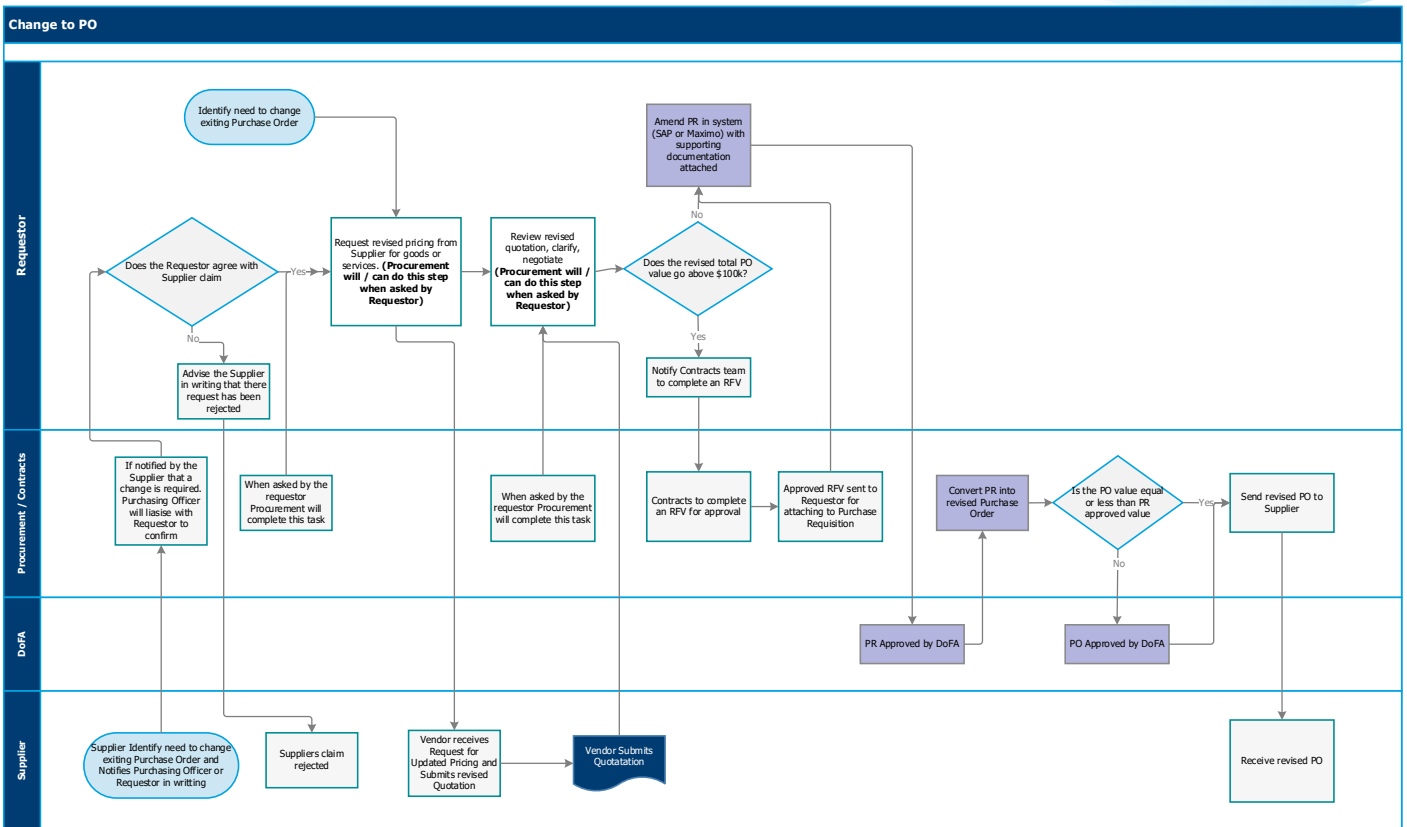 Change to PO
Requestor
Identify need to change
exiting Purchase Order
Amend PR in system
(SAP or Maximo) with
supporting
documentation
attached
Does the Requestor agree with
Supplier claim
Yes
No
Request revised pricing from
Supplier for goods or
services. (Procurement
will / can do this step
when asked by
Requestor)
Review revised
quotation, clarify,
negotiate
(Procurement will /
can do this step
when asked by
Requestor)
No
Does the revised total PO
value go above $100k?
Yes
Advise the Supplier
in writing that there
request has been
rejected
Notify Contracts team
to complete an RFV
Procurement / Contracts
If notified by the
Supplier that a
change is required.
Purchasing Officer
will liasise with
Requestor to
confirm
When asked by the
requestor
Procurement will
complete this task
When asked by the
requestor Procurement
will complete this task
Contracts to complete
an RFV for approval
Approved RFV sent to
Requestor for
attaching to Purchase
Requisition
Convert PR into
revised Purchase
Order
Is the PO value equal
or less than PR
approved value
Yes
No
Send revised PO to
Supplier
DoFA
PR Approved by DoFA
PO Approved by DoFA
Supplier
Supplier Identify need to change
exiting Purchase Order and
Notifies Purchasing Officer or
Requestor in writting
Suppliers claim
rejected
Vendor receives
Request for
Updated Pricing and
Submits revised
Quotation
Vendor Submits
Quotatation
Receive revised PO